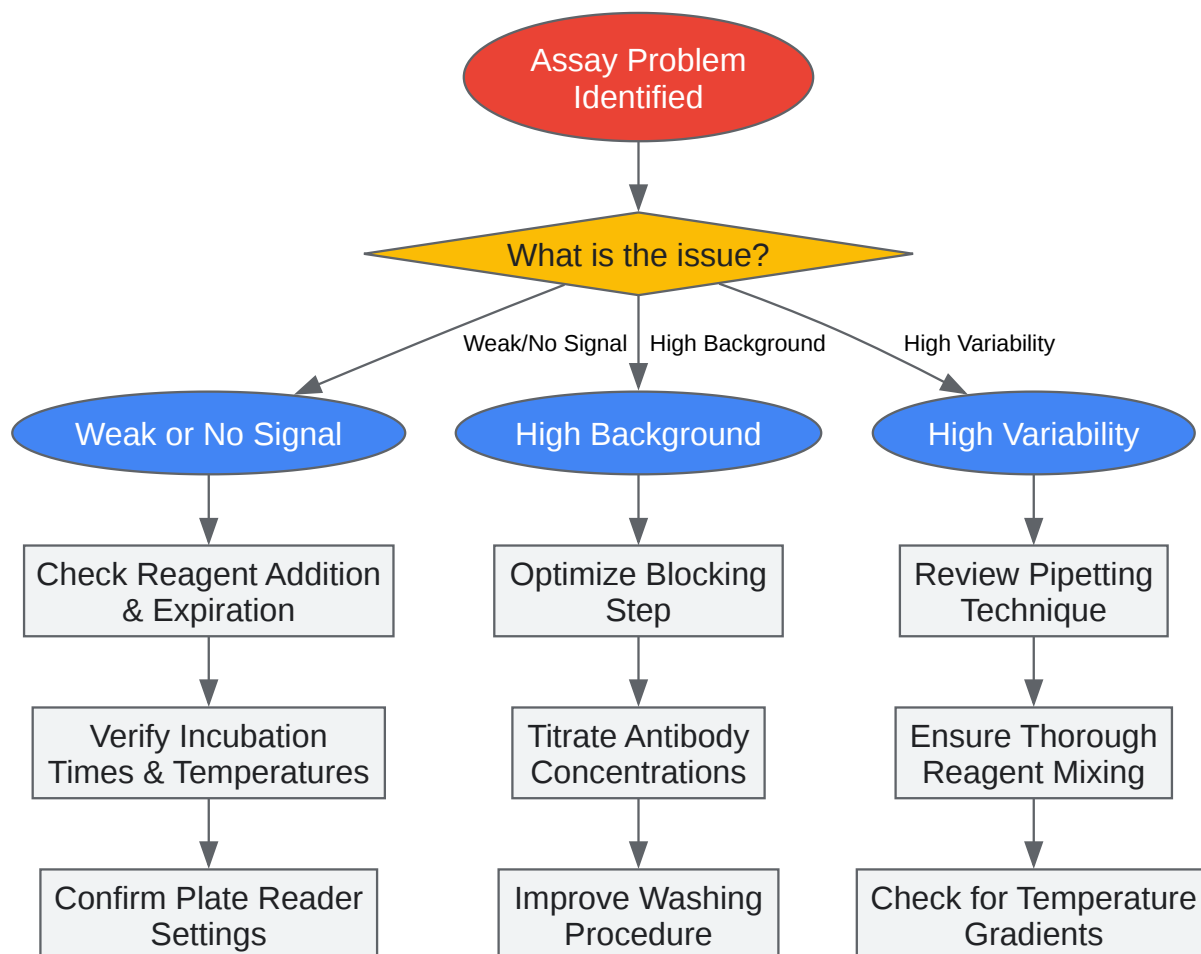 Assay Problem
Identified
What is the issue?
Weak/No Signal
High Background
High Variability
Weak or No Signal
High Background
High Variability
Check Reagent Addition
& Expiration
Optimize Blocking
Step
Review Pipetting
Technique
Verify Incubation
Times & Temperatures
Titrate Antibody
Concentrations
Ensure Thorough
Reagent Mixing
Confirm Plate Reader
Settings
Improve Washing
Procedure
Check for Temperature
Gradients